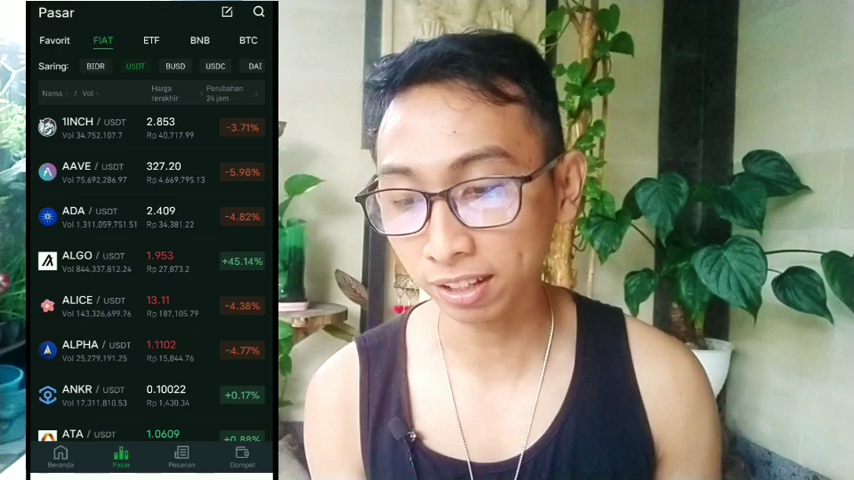 Pasar
Favorit FIAT ETF BNB BTC
Saring: BIDR USDT BUSD USDC DAI
Nama / Vol Harga terakhir Perubahan 24 jam
1INCH / USDT 2.853 -3.71%
Vol 34,752,107.7 Rp 40,717.99
AAVE / USDT 327.20 -5.98%
Vol 75,692,286.97 Rp 4,669,795.13
ADA / USDT 2.409 -4.82%
Vol 1,311,059,751.51 Rp 34,381.22
ALGO / USDT 1.953 +45.14%
Vol 844,337,812.24 Rp 27,873.2
ALICE / USDT 13.11 -4.38%
Vol 143,326,699.76 Rp 187,105.79
ALPHA / USDT 1.1102 -4.77%
Vol 25,279,191.25 Rp 15,844.76
ANKR / USDT 0.10022 +0.17%
Vol 17,311,810.53 Rp 1,430.34
ATA / USDT 1.0609 +0.88%
Beranda Pasar Pesanan Dompet